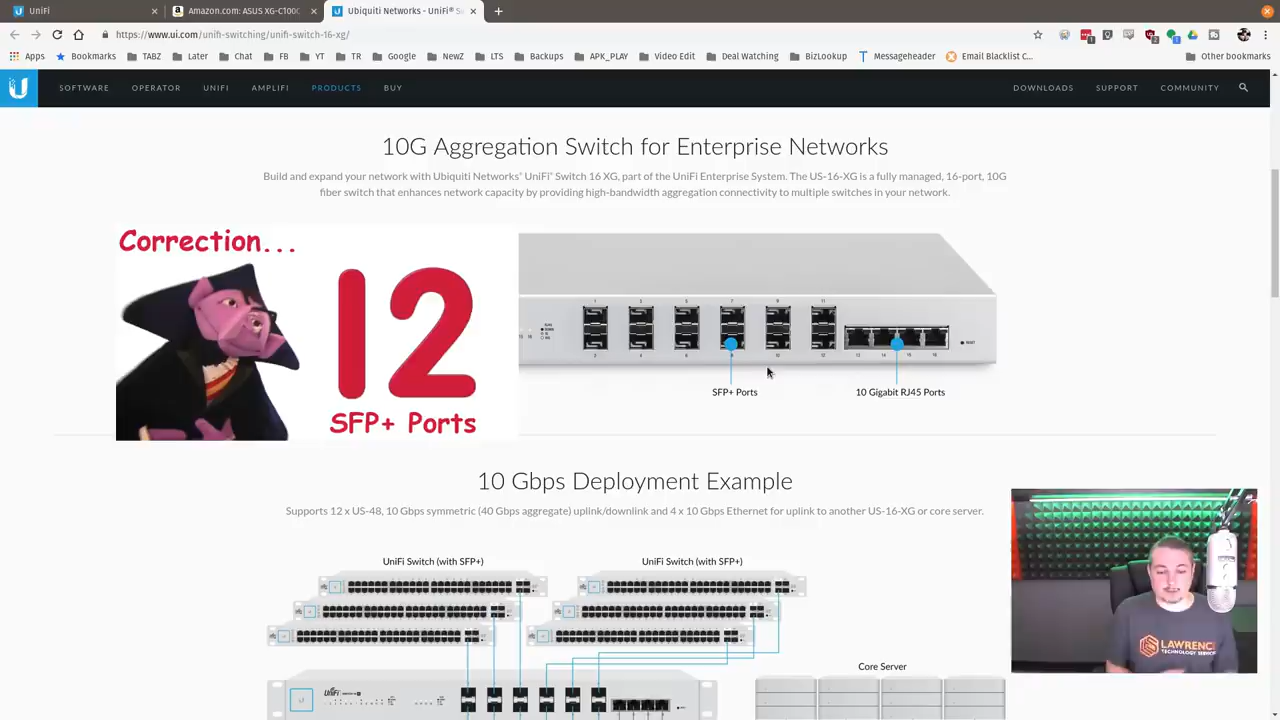 UniFi
Amazon.com: ASUS XG-C100C
Ubiquiti Networks - UniFi® S
https://www.ui.com/unifi-switching/unifi-switch-16-xg/
Apps Bookmarks TABZ Later Chat FB YT TR Google NewZ LTS Backups APK_PLAY Video Edit Deal Watching BizLookup Messageheader Email Blacklist C... Other bookmarks
SOFTWARE OPERATOR UNIFI AMPLIFI PRODUCTS BUY DOWNLOADS SUPPORT COMMUNITY
10G Aggregation Switch for Enterprise Networks
Build and expand your network with Ubiquiti Networks® UniFi® Switch 16 XG, part of the UniFi Enterprise System. The US-16-XG is a fully managed, 16-port, 10G
fiber switch that enhances network capacity by providing high-bandwidth aggregation connectivity to multiple switches in your network.
Correction...
12
SFP+ Ports
SFP+ Ports
10 Gigabit RJ45 Ports
10 Gbps Deployment Example
Supports 12 x US-48, 10 Gbps symmetric (40 Gbps aggregate) uplink/downlink and 4 x 10 Gbps Ethernet for uplink to another US-16-XG or core server.
UniFi Switch (with SFP+)
UniFi Switch (with SFP+)
Core Server
UniFi
LAWRENCE
TECHNOLOGY SERVICES